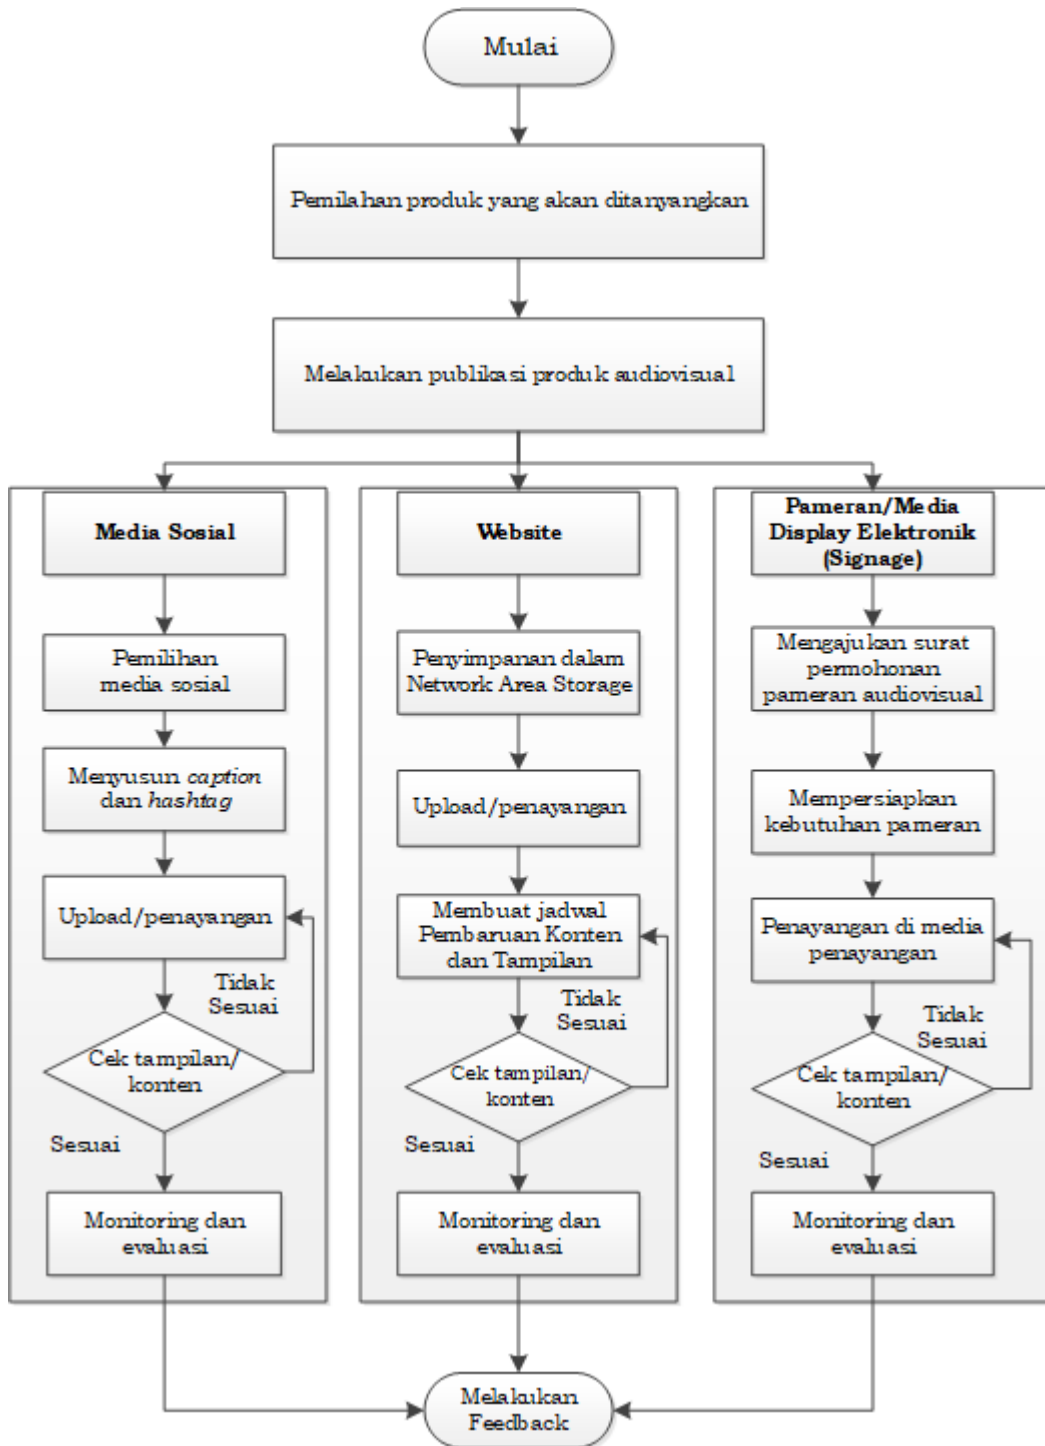 Mulai
Pemilahan produk yang akan ditanyangkan
Melakukan publikasi produk audiovisual
Media Sosial
Pemilihan
media sosial
Menyusun caption
dan hashtag
Upload/penayangan
Tidak
Sesuai
Cek tampilan/
konten
Sesuai
Monitoring dan
evaluasi
Website
Penyimpanan dalam
Network Area Storage
Upload/penayangan
Membuat jadwal
Pembaruan Konten
dan Tampilan
Tidak
Sesuai
Cek tampilan/
konten
Sesuai
Monitoring dan
evaluasi
Pameran/Media
Display Elektronik
(Signage)
Mengajukan surat
permohonan
pameran audiovisual
Mempersiapkan
kebutuhan pameran
Penayangan di media
penayangan
Tidak
Sesuai
Cek tampilan/
konten
Sesuai
Monitoring dan
evaluasi
Melakukan
Feedback